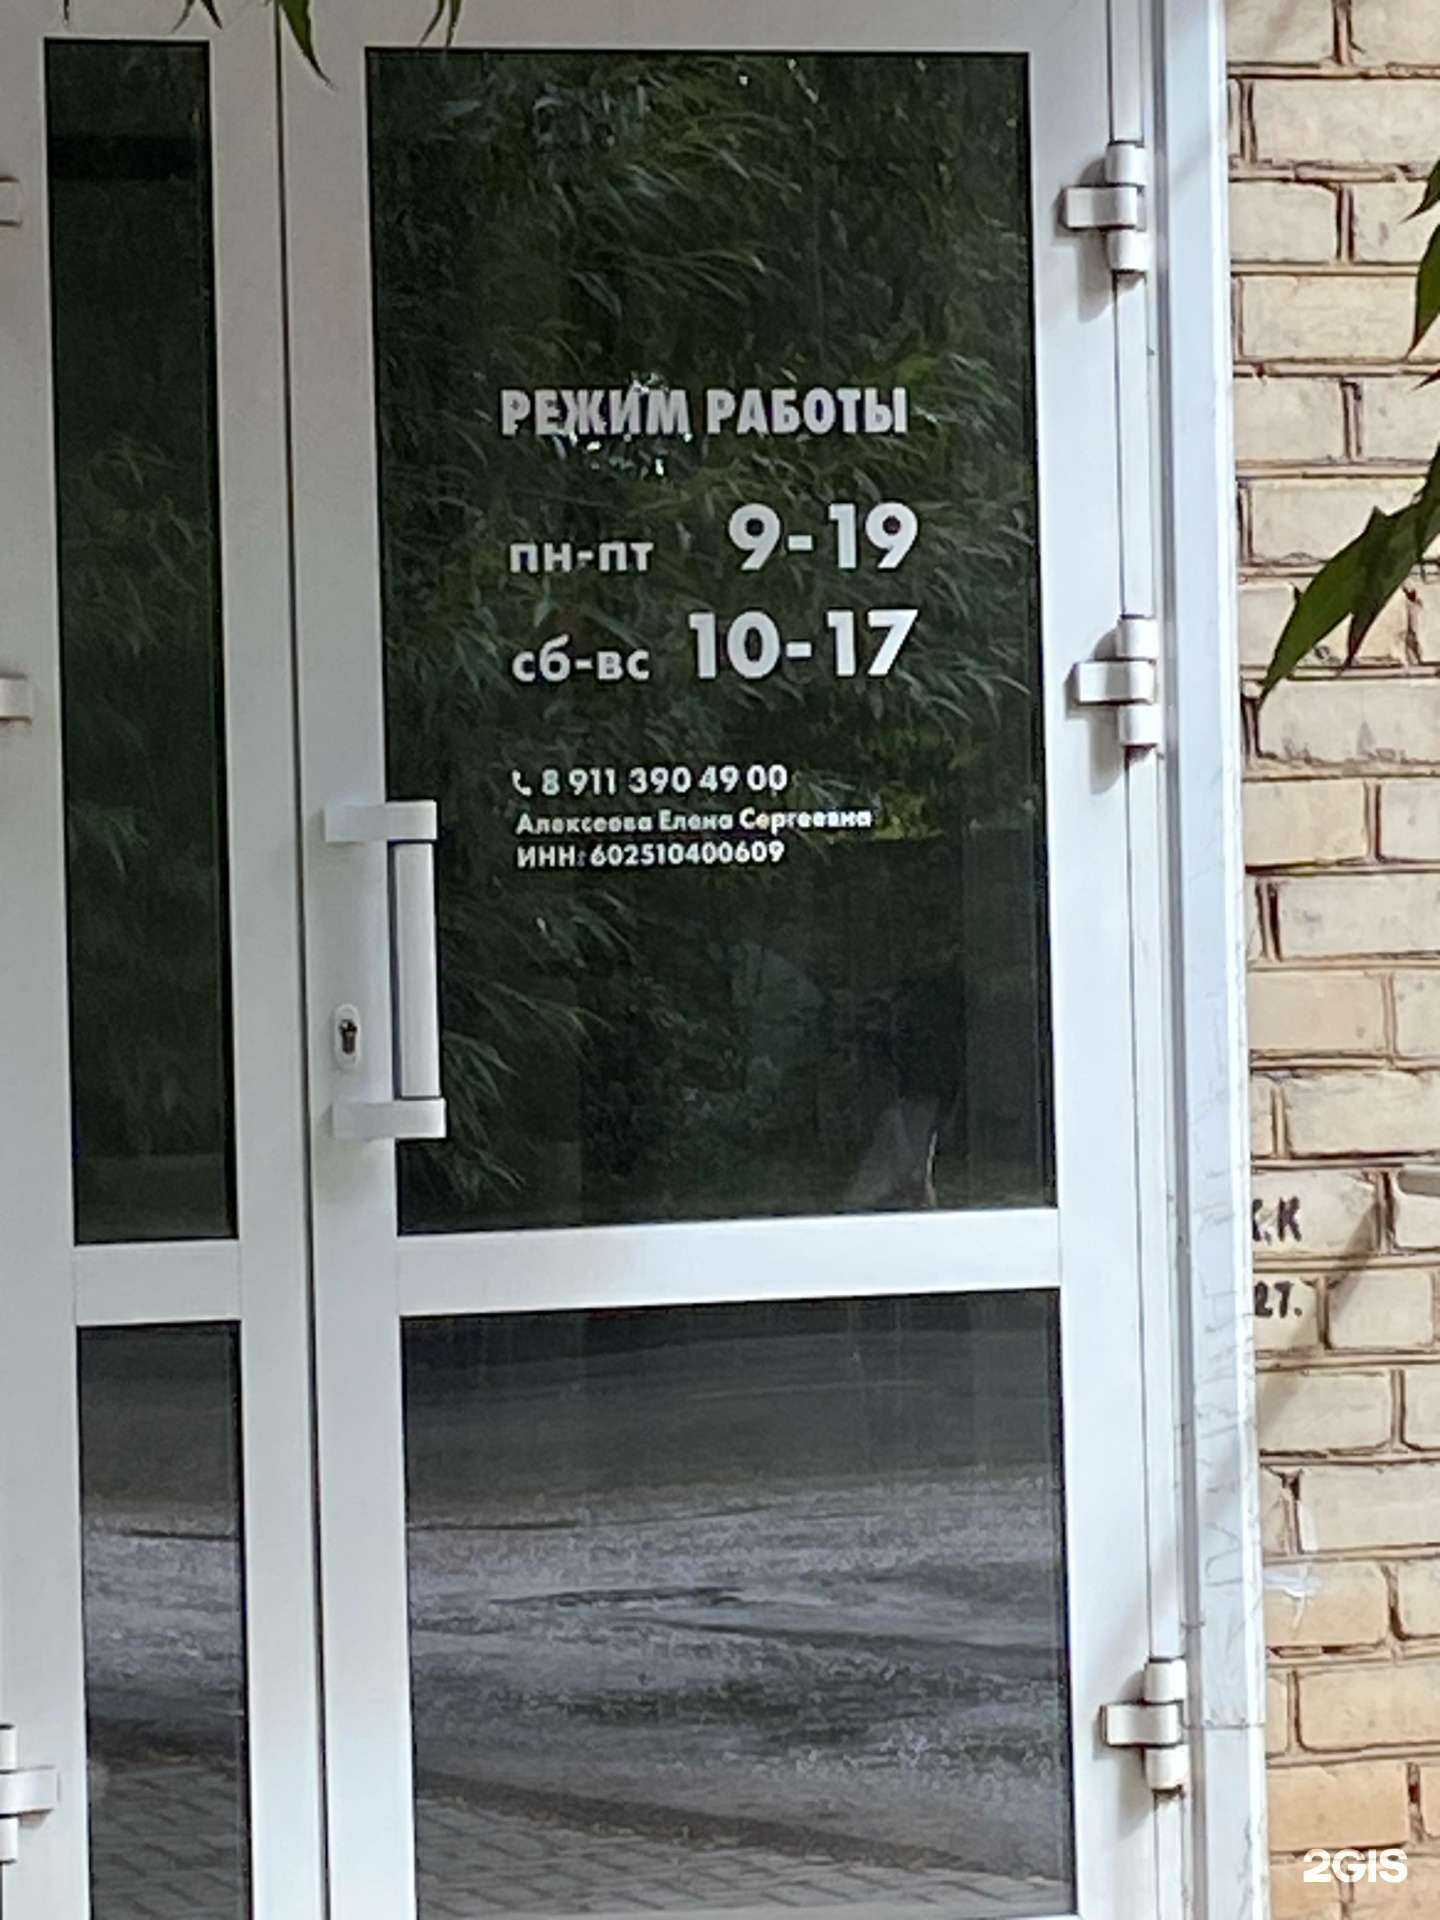 РЕЖИМ РАБОТЫ
пн-пт 9-19
сб-вс 10-17
8 911 390 49 00
Алексеева Елена Сергеевна
ИНН: 602510400609
К
27.
2GIS